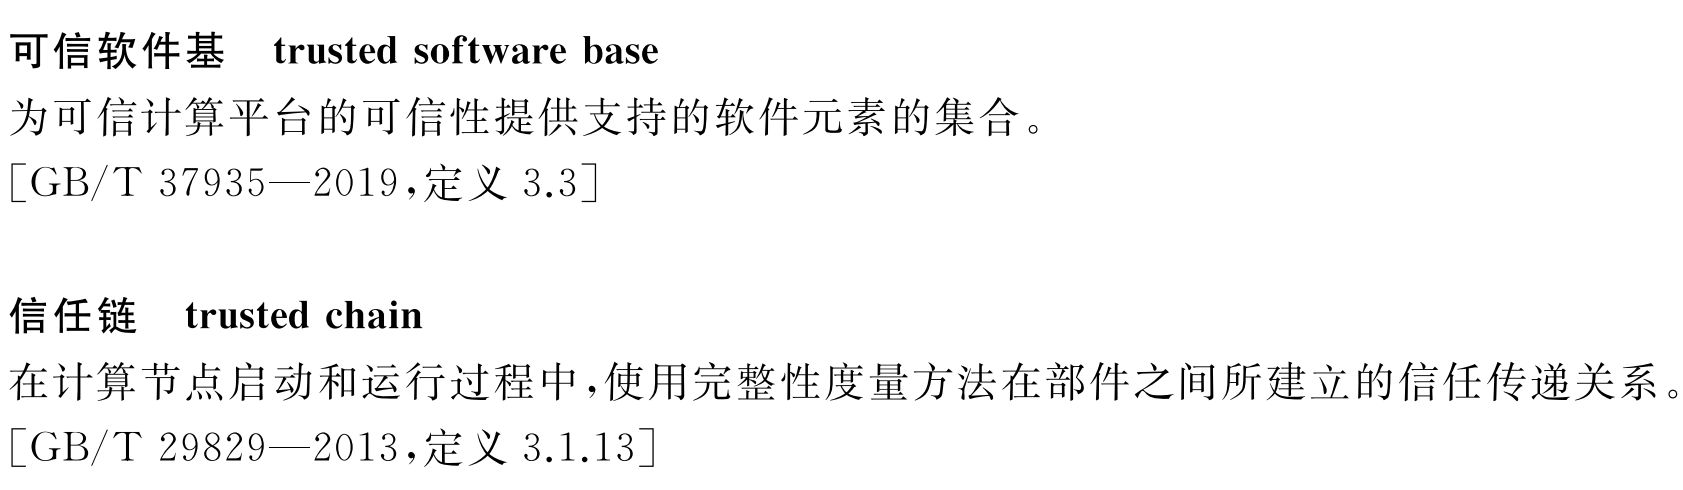 可信软件基 trusted software base
为可信计算平台的可信性提供支持的软件元素的集合。
[GB/T 37935—2019,定义 3.3]
信任链 trusted chain
在计算节点启动和运行过程中,使用完整性度量方法在部件之间所建立的信任传递关系。
[GB/T 29829—2013,定义 3.1.13]